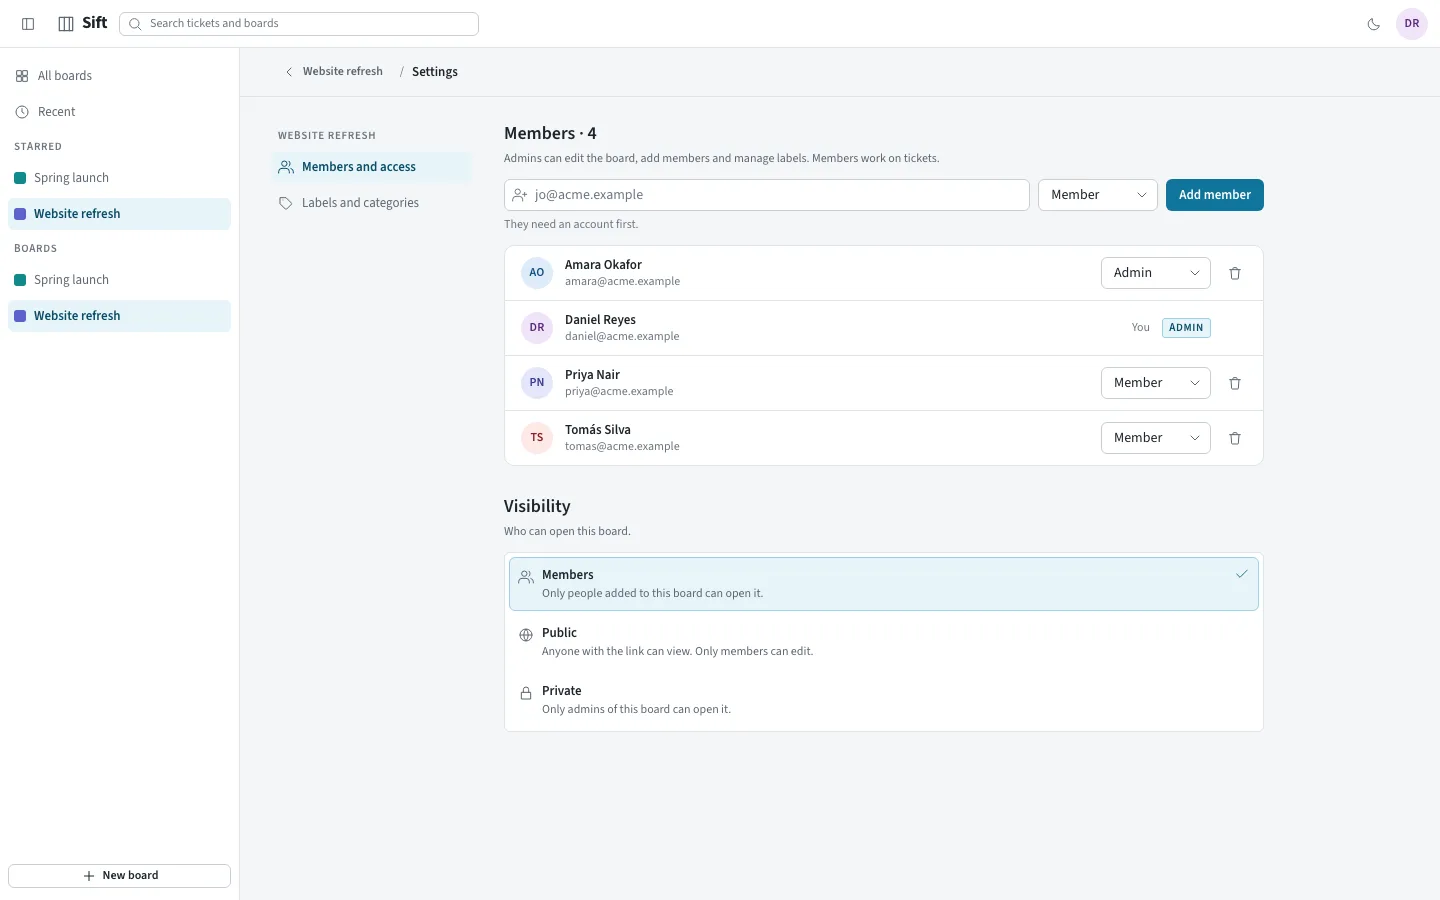 Sift
Search tickets and boards
DR
All boards
Recent
STARRED
Spring launch
Website refresh
BOARDS
Spring launch
Website refresh
New board
Website refresh / Settings
WEBSITE REFRESH
Members and access
Labels and categories
Members · 4
Admins can edit the board, add members and manage labels. Members work on tickets.
jo@acme.example
Member
Add member
They need an account first.
AO
Amara Okafor
amara@acme.example
Admin
DR
Daniel Reyes
daniel@acme.example
You
ADMIN
PN
Priya Nair
priya@acme.example
Member
TS
Tomás Silva
tomas@acme.example
Member
Visibility
Who can open this board.
Members
Only people added to this board can open it.
Public
Anyone with the link can view. Only members can edit.
Private
Only admins of this board can open it.